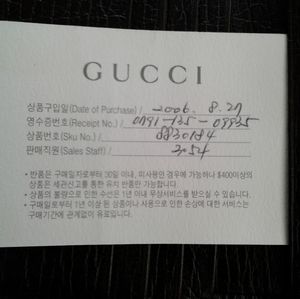 GUCCI
상품구입일(Date of Purchase) / 2006. 8. 27
영수증번호(Receipt No.) / 0791-135-09835
상품번호(Sku No.) / 8830184
판매직원(Sales Staff) / 3054
• 반품은 구매일자로부터 30일 이내, 미사용인 경우에 가능하나 $400이상의
상품은 세관신고를 통한 유치 반품만 가능합니다.
• 상품의 불량으로 인한 수선은 1년 이내 무상서비스를 받으실 수 있습니다.
• 구매일로부터 1년 이상 된 상품이나 사용으로 인한 손상에 대한 서비스는
구매기간에 관계없이 유료입니다.